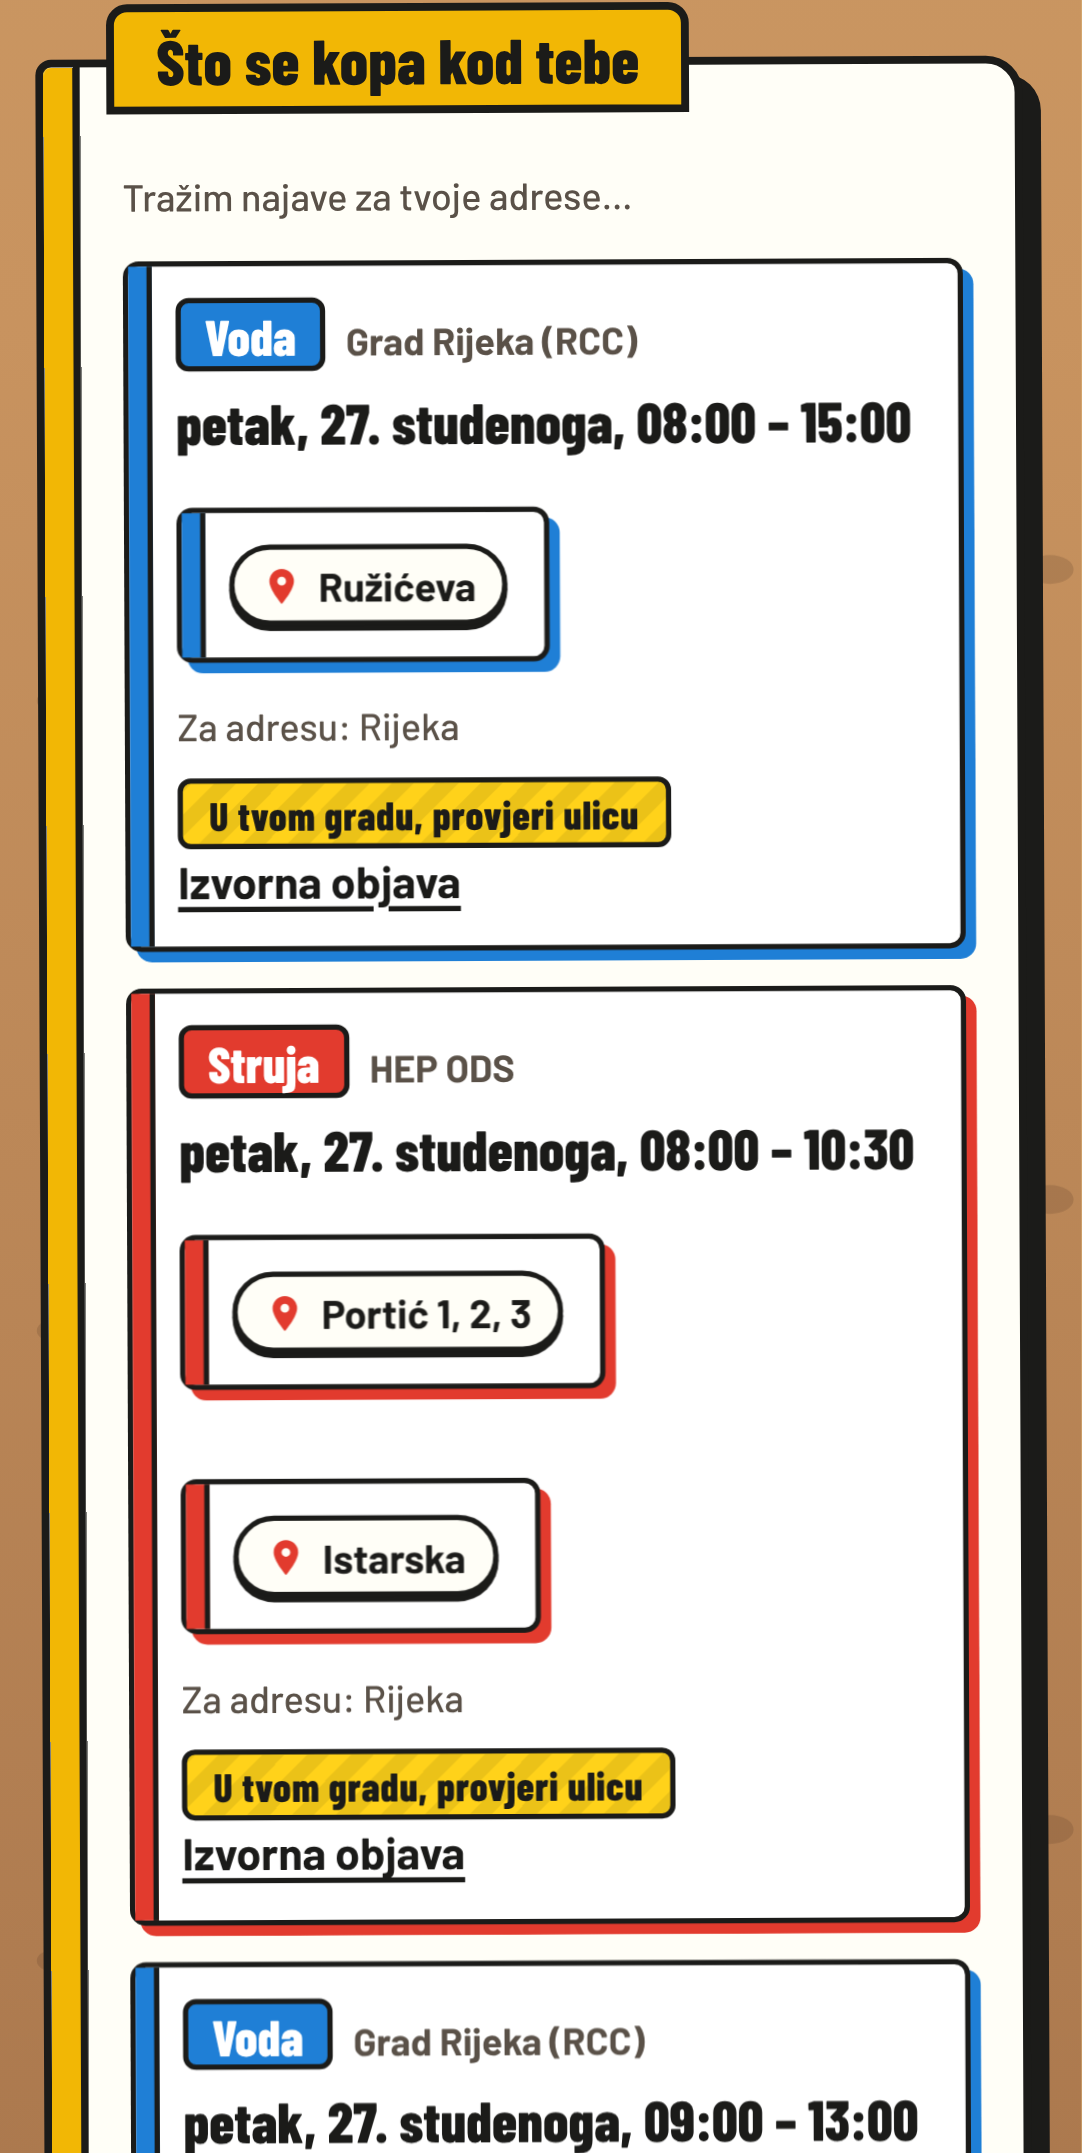 Što se kopa kod tebe
Tražim najave za tvoje adrese...
Voda Grad Rijeka (RCC)
petak, 27. studenoga, 08:00 – 15:00
Ružićeva
Za adresu: Rijeka
U tvom gradu, provjeri ulicu
Izvorna objava
Struja HEP ODS
petak, 27. studenoga, 08:00 – 10:30
Portić 1, 2, 3
Istarska
Za adresu: Rijeka
U tvom gradu, provjeri ulicu
Izvorna objava
Voda Grad Rijeka (RCC)
petak, 27. studenoga, 09:00 – 13:00